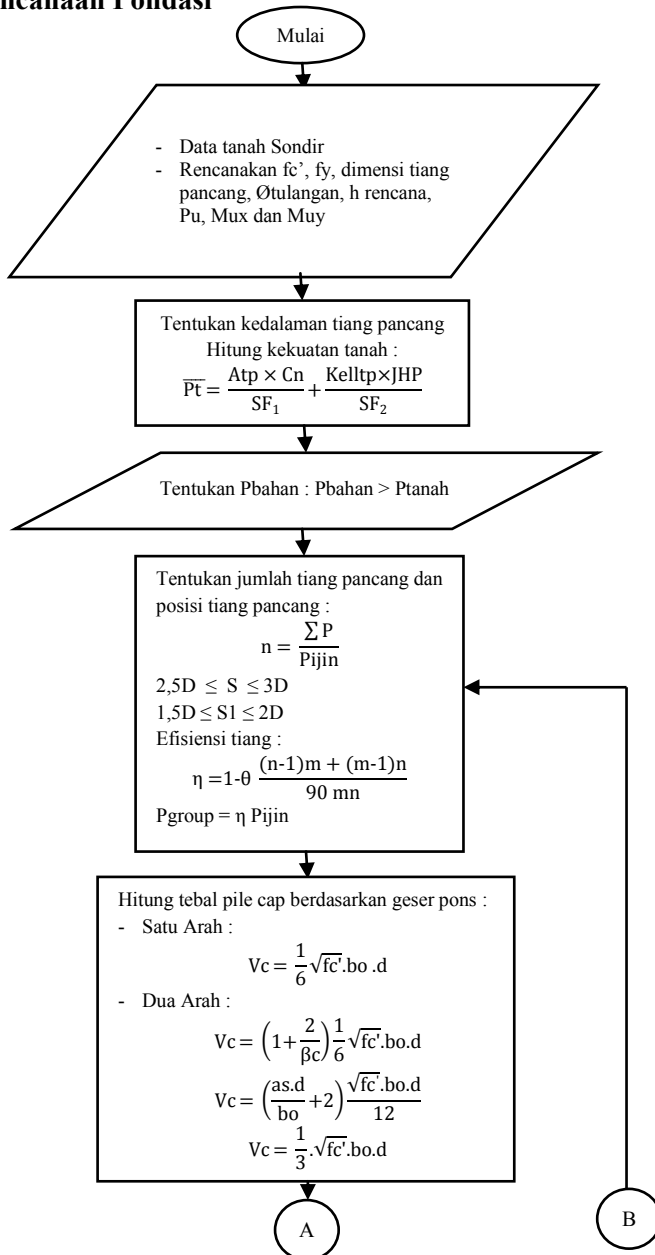 Mulai
- Data tanah Sondir
- Rencanakan fc’, fy, dimensi tiang
pancang, Øtulangan, h rencana,
Pu, Mux dan Muy
Tentukan kedalaman tiang pancang
Hitung kekuatan tanah :
P̅t̅ = (Atp × Cn)/SF₁ + (Kelltp×JHP)/SF₂
Tentukan Pbahan : Pbahan > Ptanah
Tentukan jumlah tiang pancang dan
posisi tiang pancang :
n = ∑ P / Pijin
2,5D ≤ S ≤ 3D
1,5D ≤ S1 ≤ 2D
Efisiensi tiang :
η =1-θ ((n-1)m + (m-1)n)/(90 mn)
Pgroup = η Pijin
Hitung tebal pile cap berdasarkan geser pons :
- Satu Arah :
Vc = 1/6 √fc'.bo .d
- Dua Arah :
Vc = (1+ 2/βc) 1/6 √fc'.bo.d
Vc = (as.d/bo +2) √fc'.bo.d/12
Vc = 1/3 .√fc'.bo.d
A
B